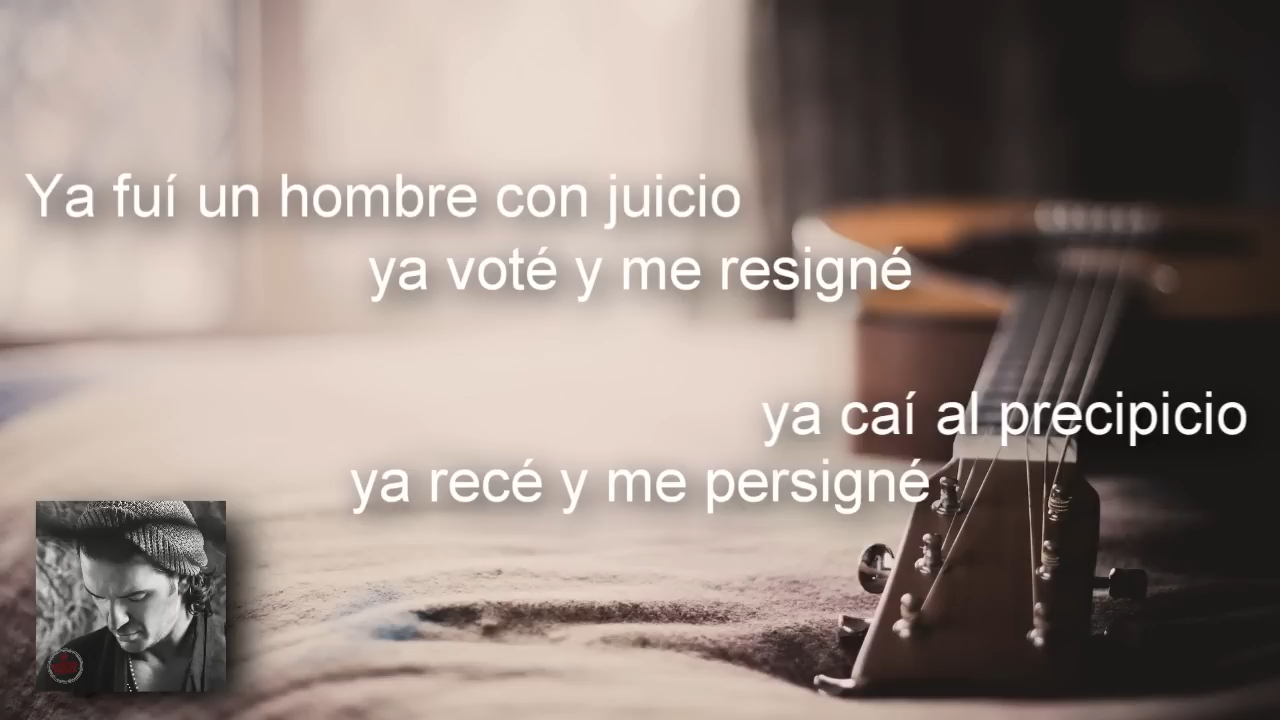 Ya fuí un hombre con juicio
ya voté y me resigné
ya caí al precipicio
ya recé y me persigné